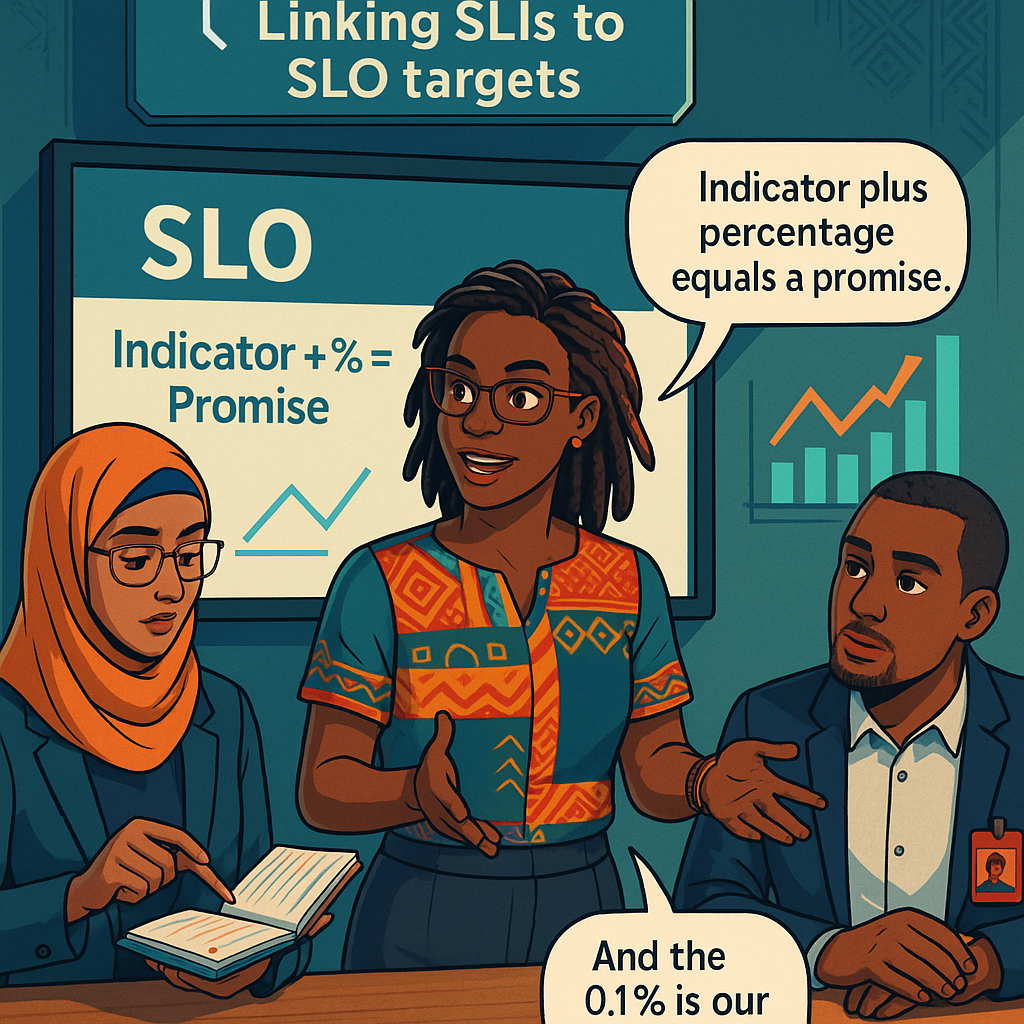 Linking SLIs to
SLO targets
Indicator plus
percentage
equals a promise.
SLO
Indicator + % =
Promise
And the
0.1% is our